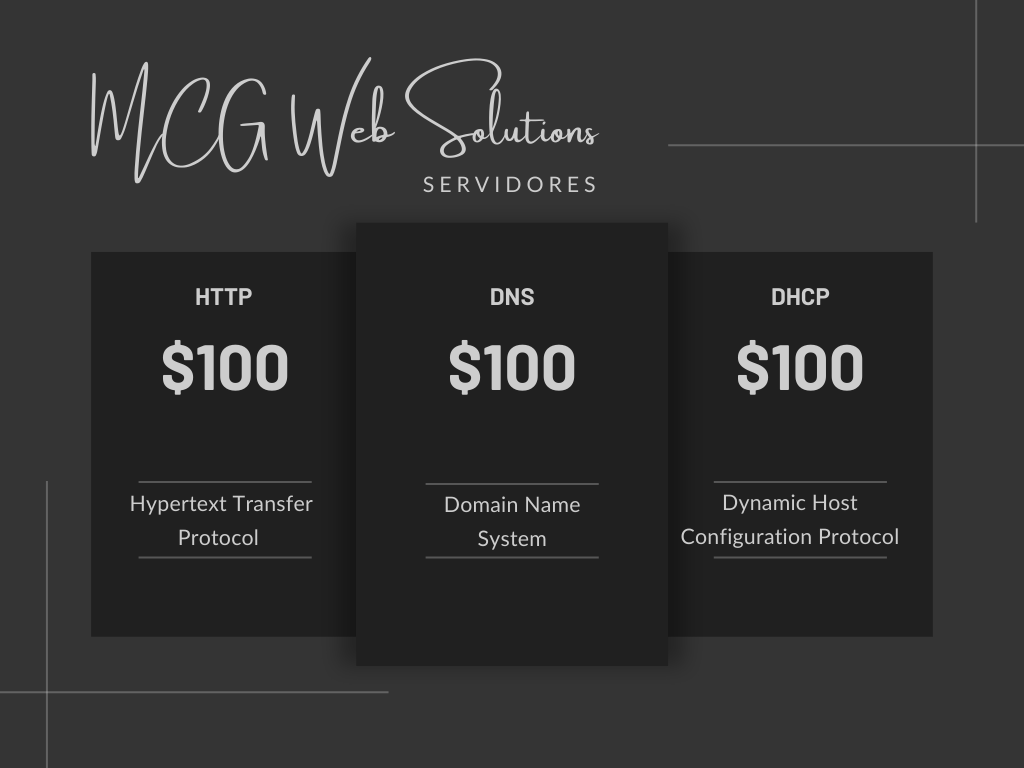 MCG Web Solutions
SERVIDORES
HTTP
$100
Hypertext Transfer
Protocol
DNS
$100
Domain Name
System
DHCP
$100
Dynamic Host
Configuration Protocol